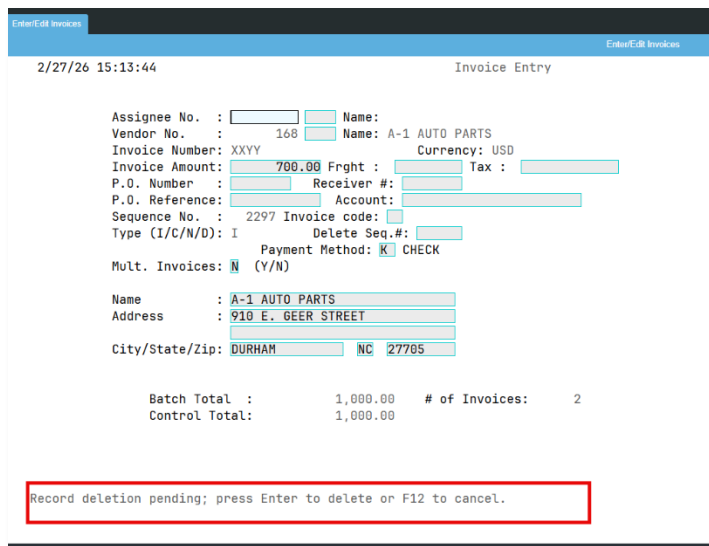 Enter/Edit Invoices
Enter/Edit Invoices
2/27/26 15:13:44 Invoice Entry
Assignee No. : Name:
Vendor No. : 168 Name: A-1 AUTO PARTS
Invoice Number: XXYY Currency: USD
Invoice Amount: 700.00 Frght : Tax :
P.O. Number : Receiver #:
P.O. Reference: Account:
Sequence No. : 2297 Invoice code:
Type (I/C/N/D): I Delete Seq.#:
Payment Method: K CHECK
Mult. Invoices: N (Y/N)
Name : A-1 AUTO PARTS
Address : 910 E. GEER STREET
City/State/Zip: DURHAM NC 27705
Batch Total : 1,000.00 # of Invoices: 2
Control Total: 1,000.00
Record deletion pending; press Enter to delete or F12 to cancel.